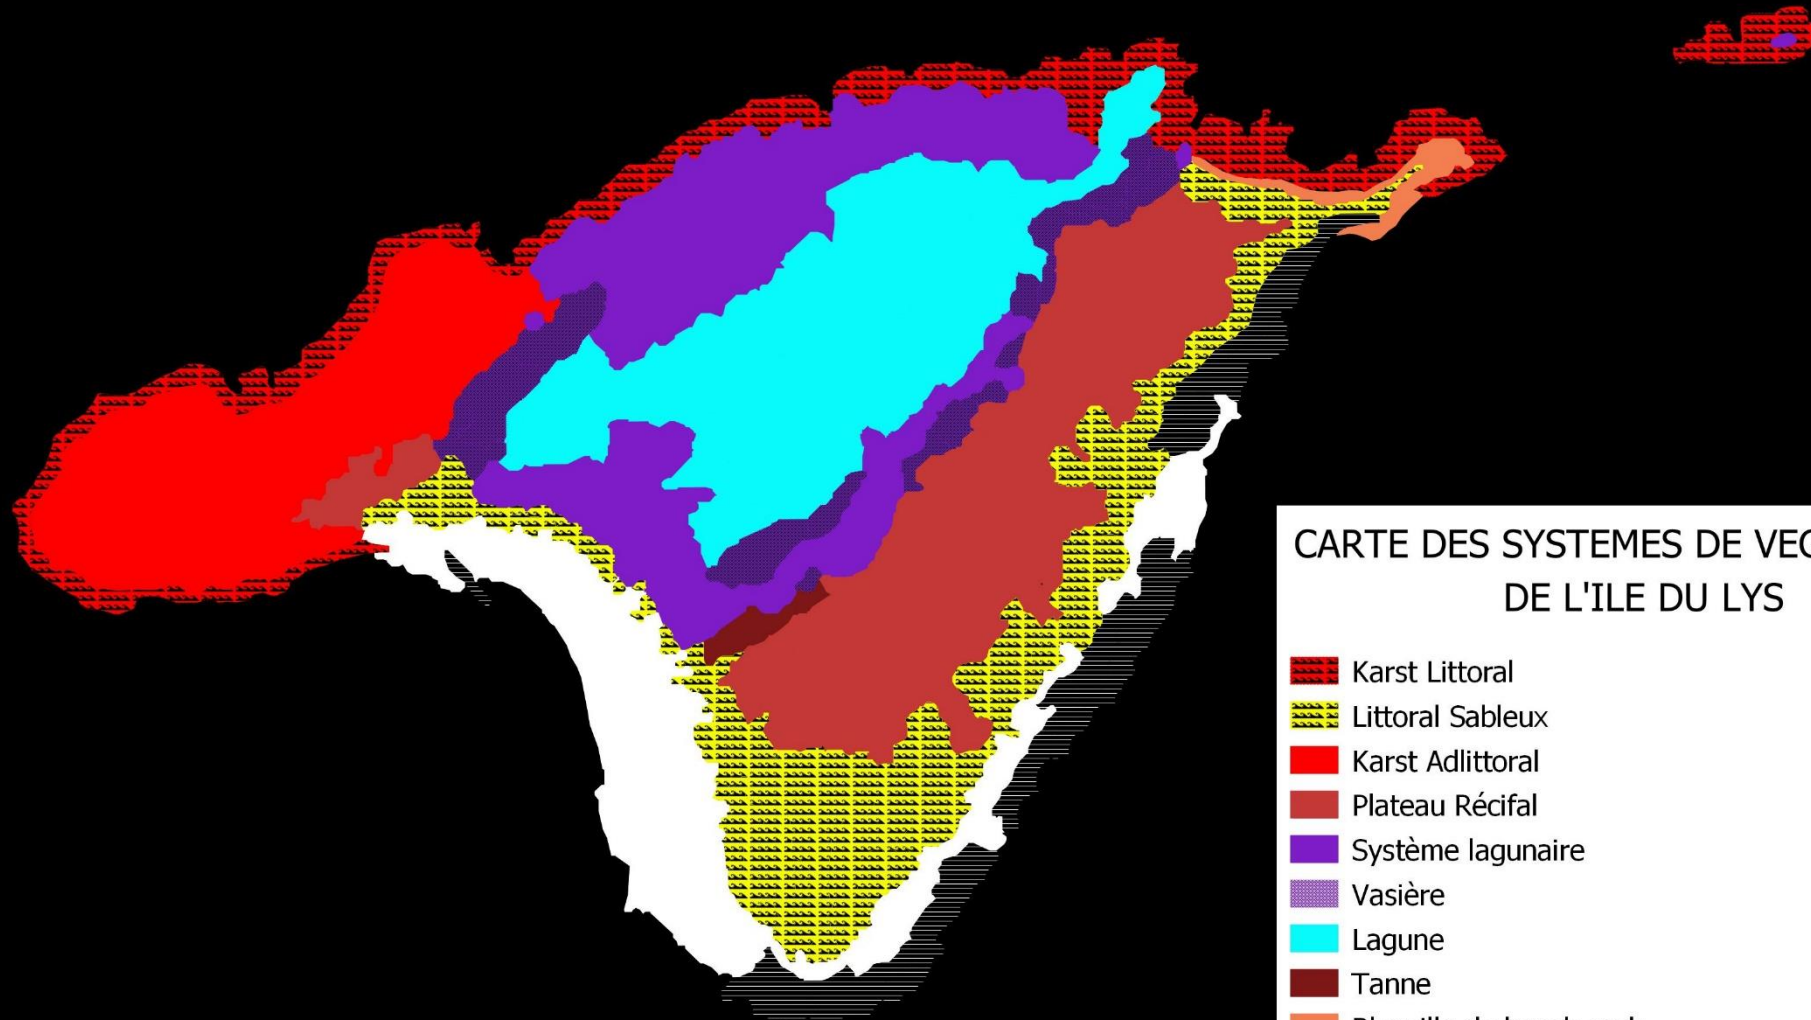 CARTE DES SYSTEMES DE
DE L'ILE DU LYS
Karst Littoral
Littoral Sableux
Karst Adlittoral
Plateau Récifal
Système lagunaire
Vasière
Lagune
Tanne